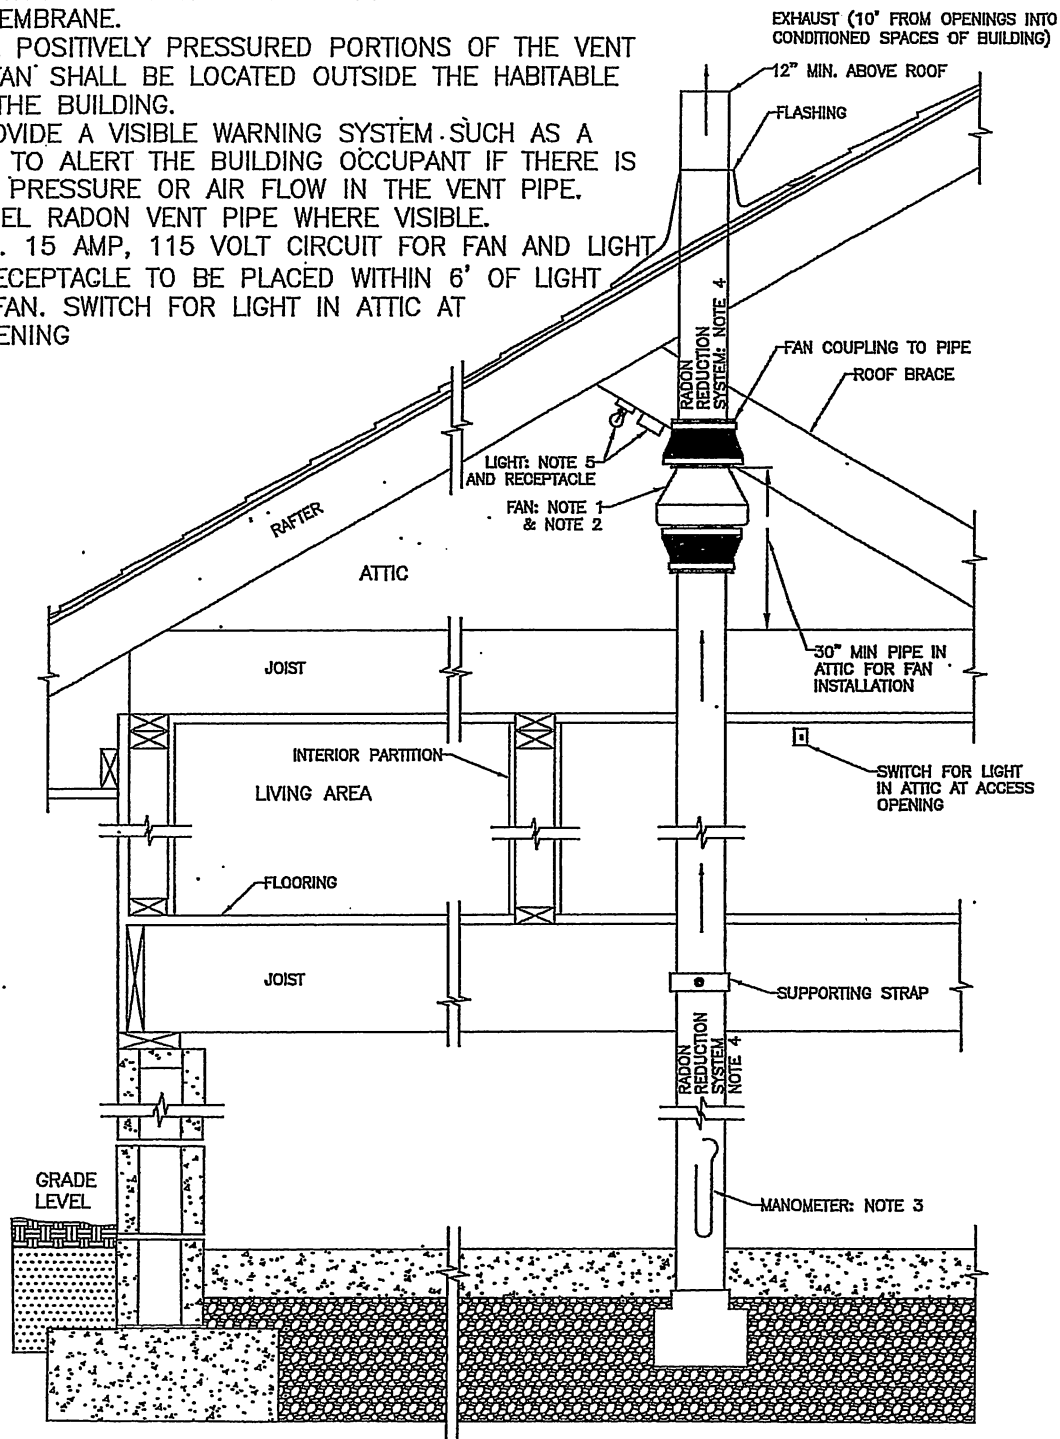 EMBRANE.
POSITIVELY PRESSURED PORTIONS OF THE VENT
AN SHALL BE LOCATED OUTSIDE THE HABITABLE
THE BUILDING.
OVIDE A VISIBLE WARNING SYSTEM SUCH AS A
TO ALERT THE BUILDING OCCUPANT IF THERE IS
PRESSURE OR AIR FLOW IN THE VENT PIPE.
EL RADON VENT PIPE WHERE VISIBLE.
. 15 AMP, 115 VOLT CIRCUIT FOR FAN AND LIGHT
ECEPTACLE TO BE PLACED WITHIN 6' OF LIGHT
FAN. SWITCH FOR LIGHT IN ATTIC AT
ENING
EXHAUST (10' FROM OPENINGS INTO
CONDITIONED SPACES OF BUILDING)
12" MIN. ABOVE ROOF
FLASHING
RADON
REDUCTION
SYSTEM: NOTE 4
FAN COUPLING TO PIPE
ROOF BRACE
LIGHT: NOTE 5
AND RECEPTACLE
FAN: NOTE 1
& NOTE 2
RAFTER
ATTIC
30" MIN PIPE IN
ATTIC FOR FAN
INSTALLATION
JOIST
INTERIOR PARTITION
LIVING AREA
SWITCH FOR LIGHT
IN ATTIC AT ACCESS
OPENING
FLOORING
JOIST
SUPPORTING STRAP
RADON
REDUCTION
SYSTEM
NOTE 4
GRADE
LEVEL
MANOMETER: NOTE 3